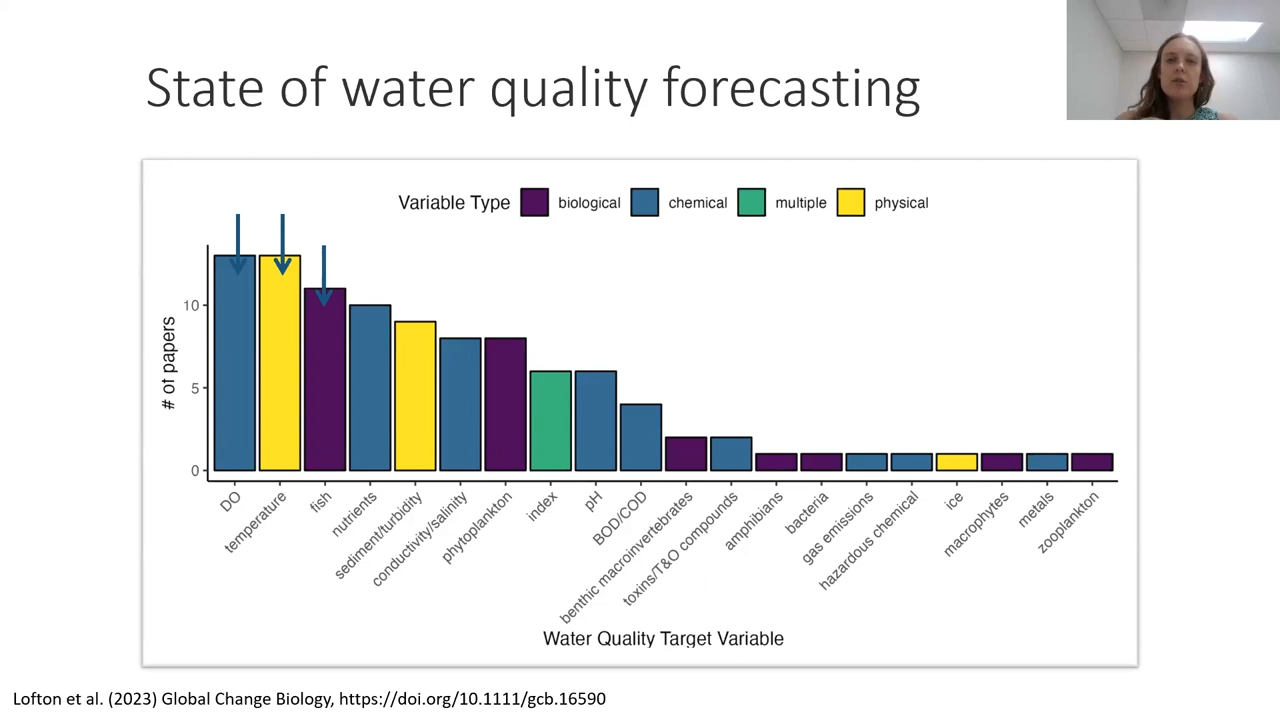 State of water quality forecasting
Variable Type biological chemical multiple physical
# of papers
10
5
0
DO
temperature
fish
nutrients
sediment/turbidity
conductivity/salinity
phytoplankton
index
pH
BOD/COD
benthic macroinvertebrates
toxins/T&O compounds
amphibians
bacteria
gas emissions
hazardous chemical
ice
macrophytes
metals
zooplankton
Water Quality Target Variable
Lofton et al. (2023) Global Change Biology, https://doi.org/10.1111/gcb.16590